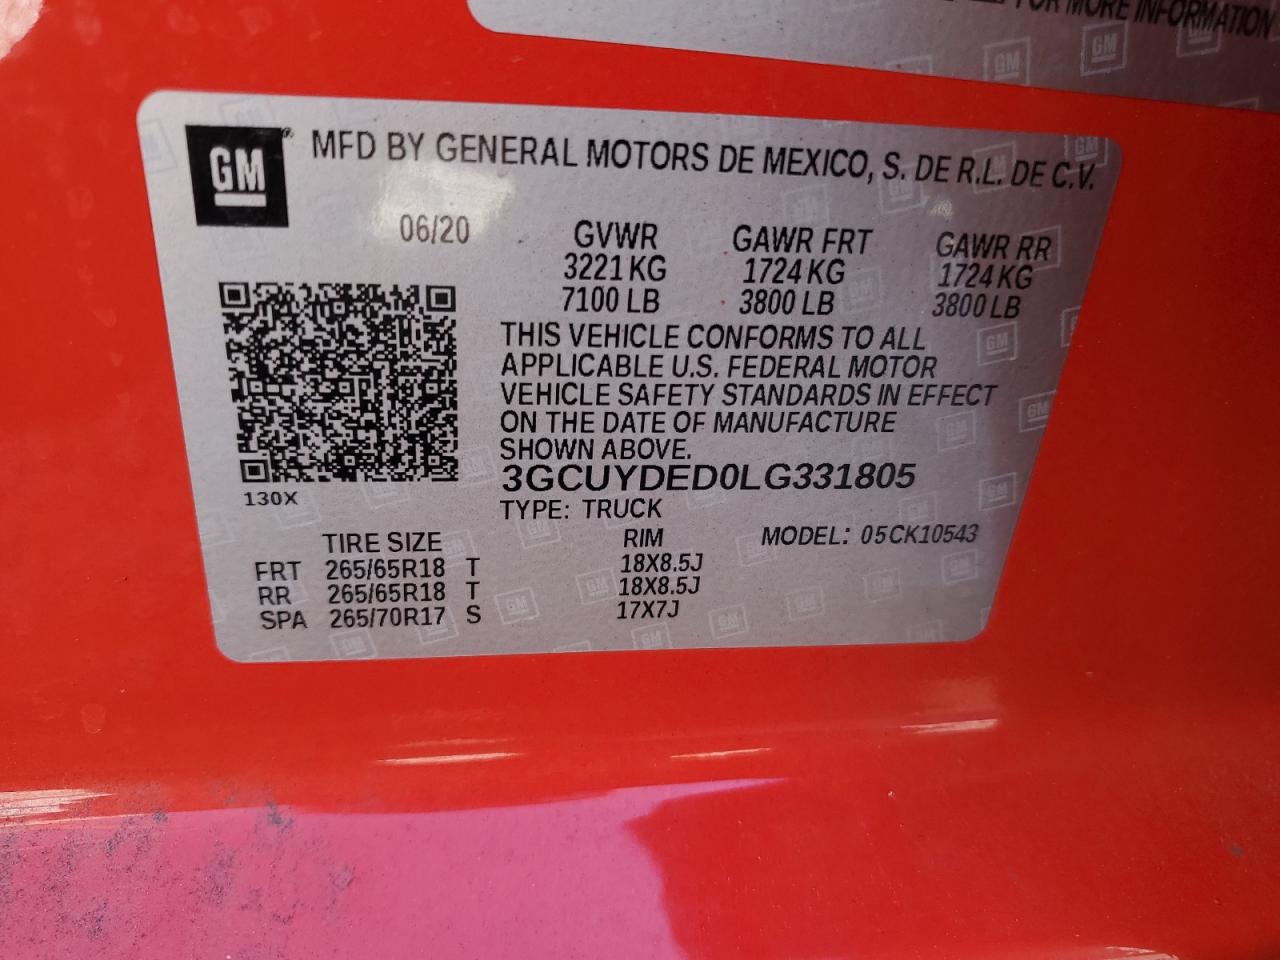 FOR MORE INFORMATION
GM MFD BY GENERAL MOTORS DE MEXICO, S. DE R.L. DE C.V.
06/20
GVWR GAWR FRT GAWR RR
3221 KG 1724 KG 1724 KG
7100 LB 3800 LB 3800 LB
THIS VEHICLE CONFORMS TO ALL
APPLICABLE U.S. FEDERAL MOTOR
VEHICLE SAFETY STANDARDS IN EFFECT
ON THE DATE OF MANUFACTURE
SHOWN ABOVE.
3GCUYDED0LG331805
130X
TYPE: TRUCK
TIRE SIZE RIM MODEL: 05CK10543
FRT 265/65R18 T 18X8.5J
RR 265/65R18 T 18X8.5J
SPA 265/70R17 S 17X7J